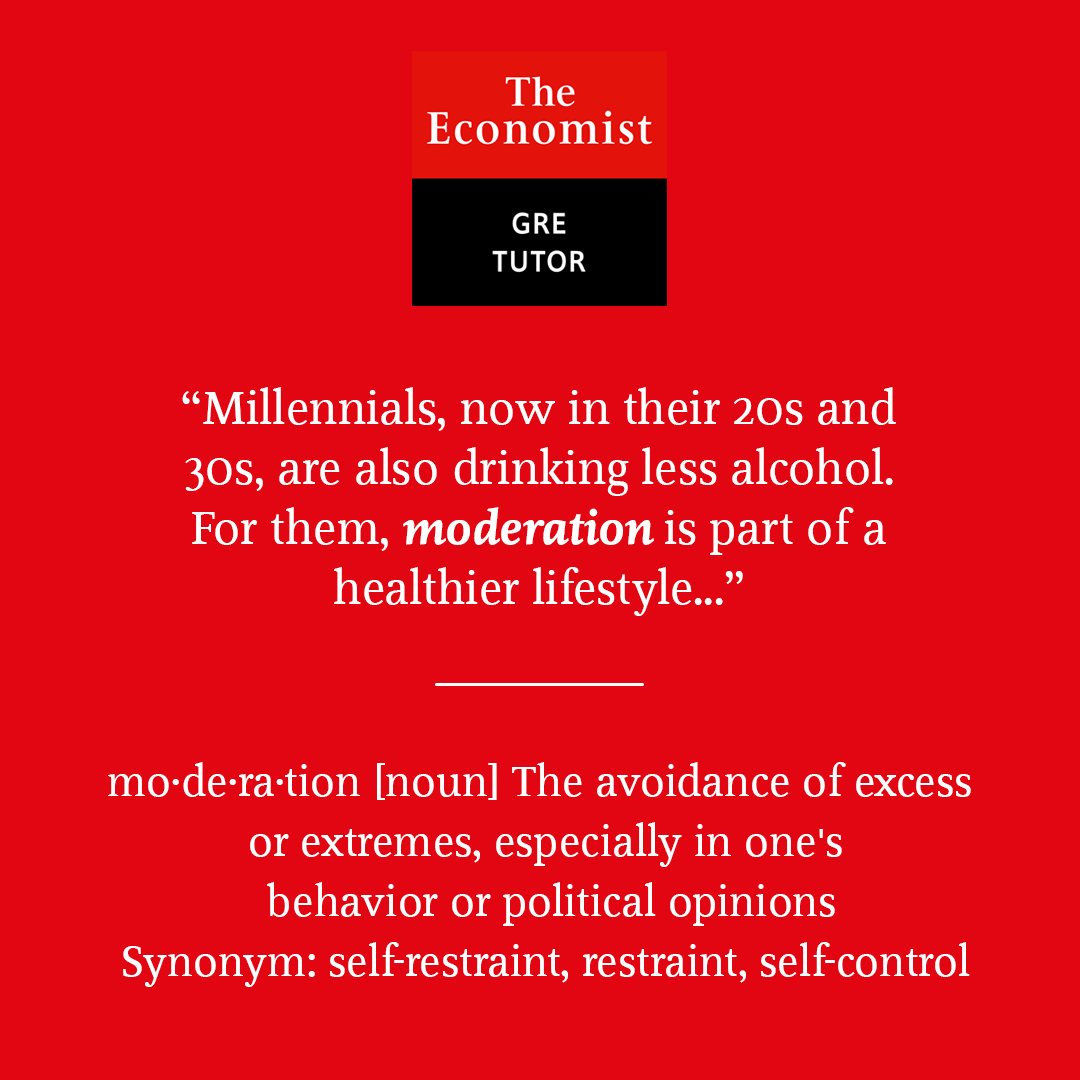 The
Economist
GRE
TUTOR
“Millennials, now in their 20s and
30s, are also drinking less alcohol.
For them, moderation is part of a
healthier lifestyle...”
mo·de·ra·tion [noun] The avoidance of excess
or extremes, especially in one's
behavior or political opinions
Synonym: self-restraint, restraint, self-control